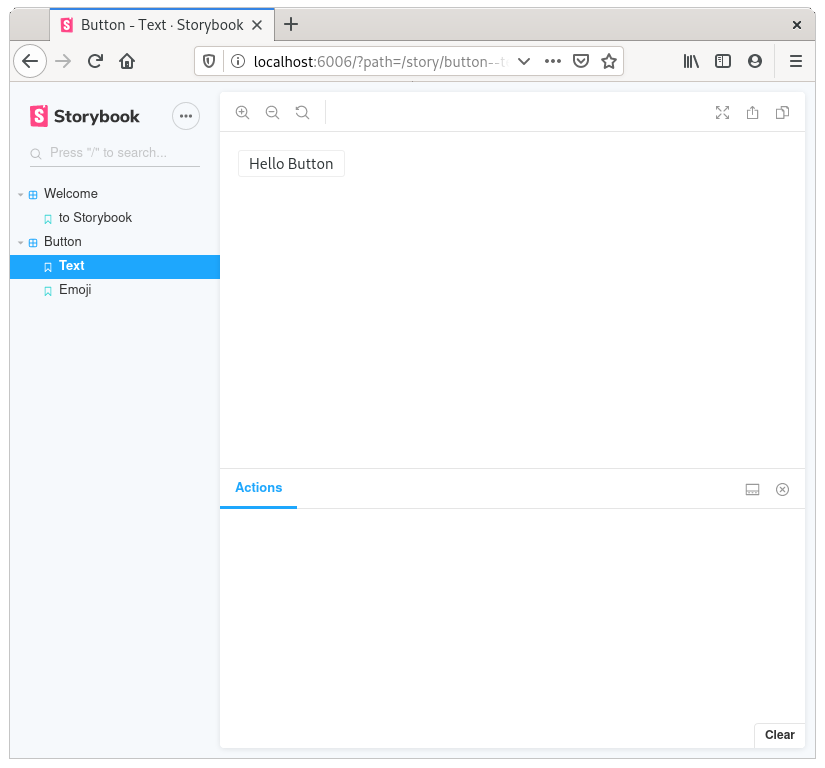 Button - Text · Storybook
localhost:6006/?path=/story/button--t
Storybook
Press "/" to search...
Welcome
to Storybook
Button
Text
Emoji
Hello Button
Actions
Clear